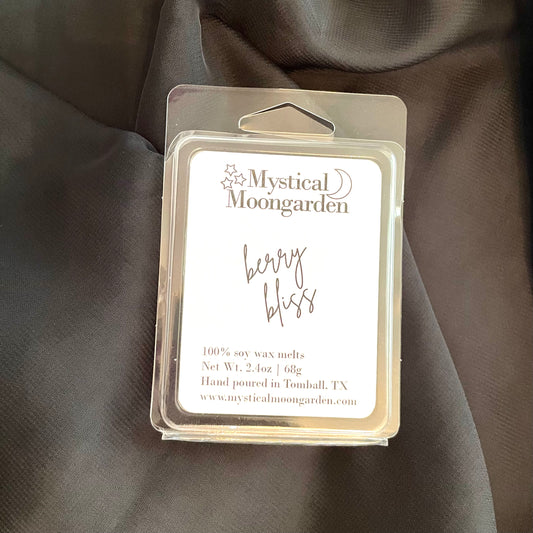 Mystical
Moongarden
berry
bliss
100% soy wax melts
Net Wt. 2.4oz | 68g
Hand poured in Tomball, TX
www.mysticalmoongarden.com